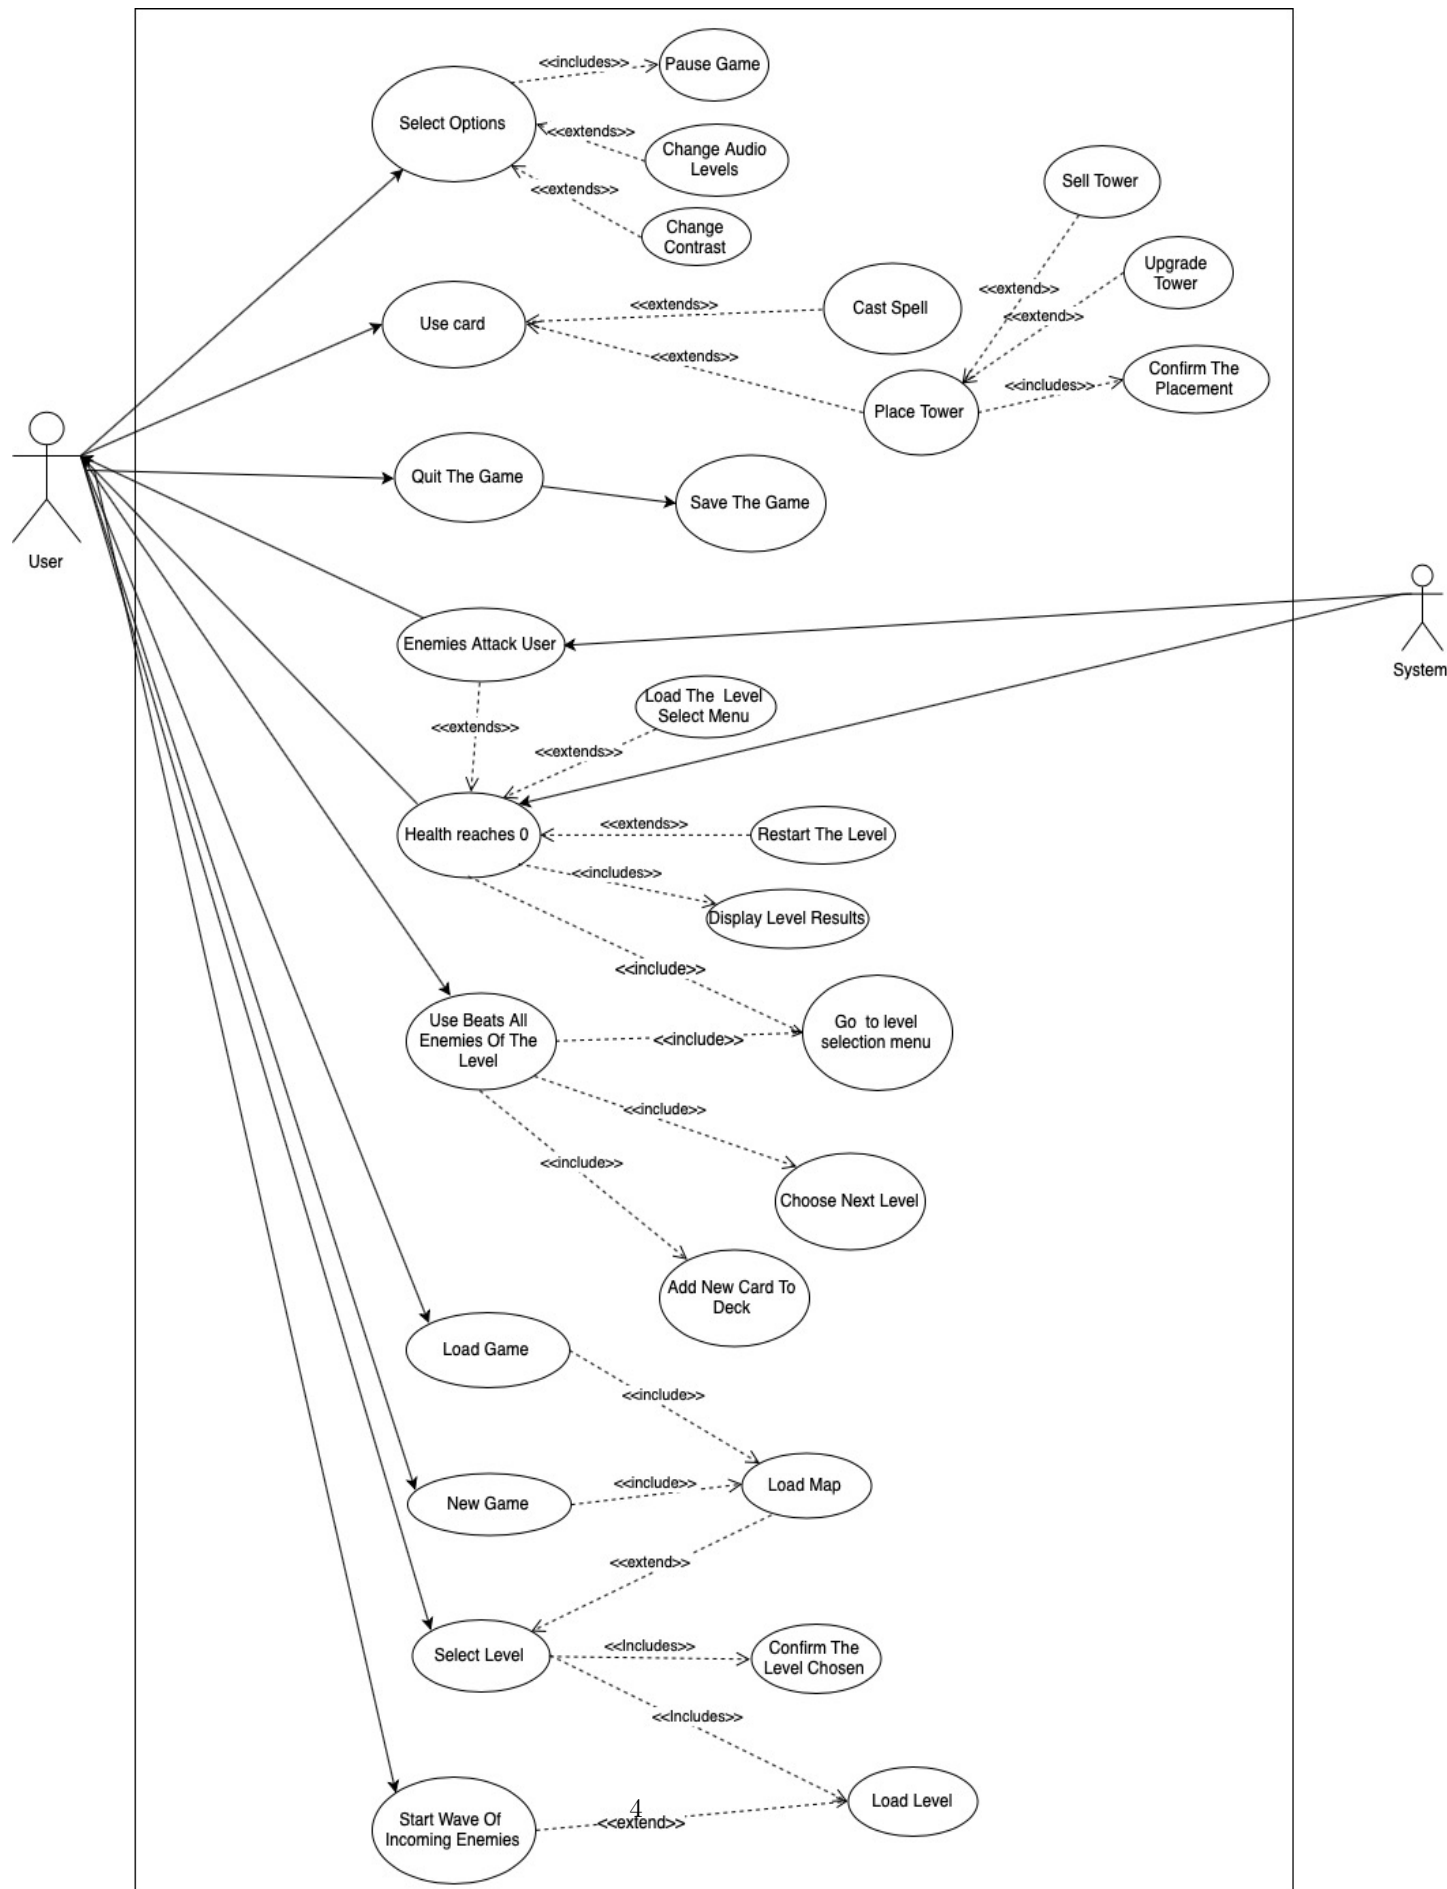 <<includes>>
Pause Game
Select Options
<<extends>>
Change Audio
Levels
<<extends>>
Change
Contrast
Sell Tower
Upgrade
Tower
<<extend>>
<<extend>>
Use card
<<extends>>
Cast Spell
<<extends>>
Place Tower
<<includes>>
Confirm The
Placement
Quit The Game
Save The Game
User
System
Enemies Attack User
<<extends>>
Load The Level
Select Menu
<<extends>>
Health reaches 0
<<extends>>
Restart The Level
<<includes>>
Display Level Results
<<include>>
Use Beats All
Enemies Of The
Level
<<include>>
Go to level
selection menu
<<include>>
Choose Next Level
<<include>>
Add New Card To
Deck
Load Game
<<include>>
New Game
<<include>>
Load Map
<<extend>>
Select Level
<<Includes>>
Confirm The
Level Chosen
<<Includes>>
Load Level
Start Wave Of
Incoming Enemies
<<extend>>
4